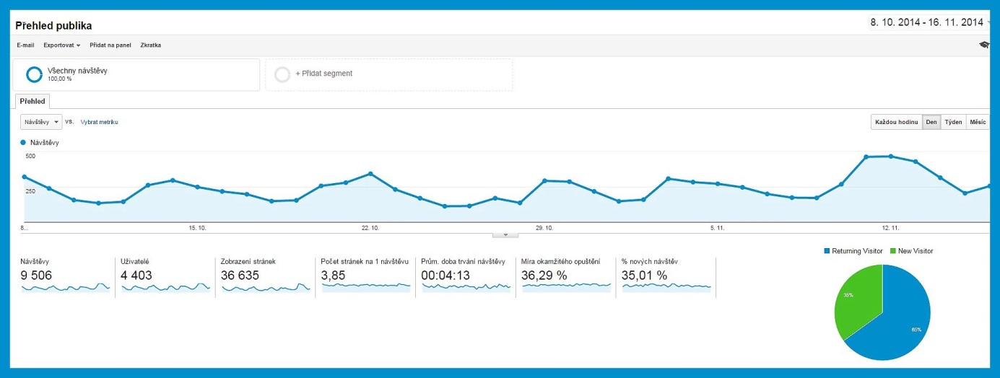 Přehled publika
8. 10. 2014 - 16. 11. 2014
E-mail Exportovat Přidat na panel Zkratka
Všechny návštěvy
100,00 %
+ Přidat segment
Přehled
Návštěvy vs. Vybrat metriku
Každou hodinu Den Týden Měsíc
Návštěvy
500
250
8... 15. 10. 22. 10. 29. 10. 5. 11. 12. 11.
Returning Visitor New Visitor
Návštěvy Uživatelé Zobrazení stránek Počet stránek na 1 návštěvu Prům. doba trvání návštěvy Míra okamžitého opuštění % nových návštěv
9 506 4 403 36 635 3,85 00:04:13 36,29 % 35,01 %
35%
65%